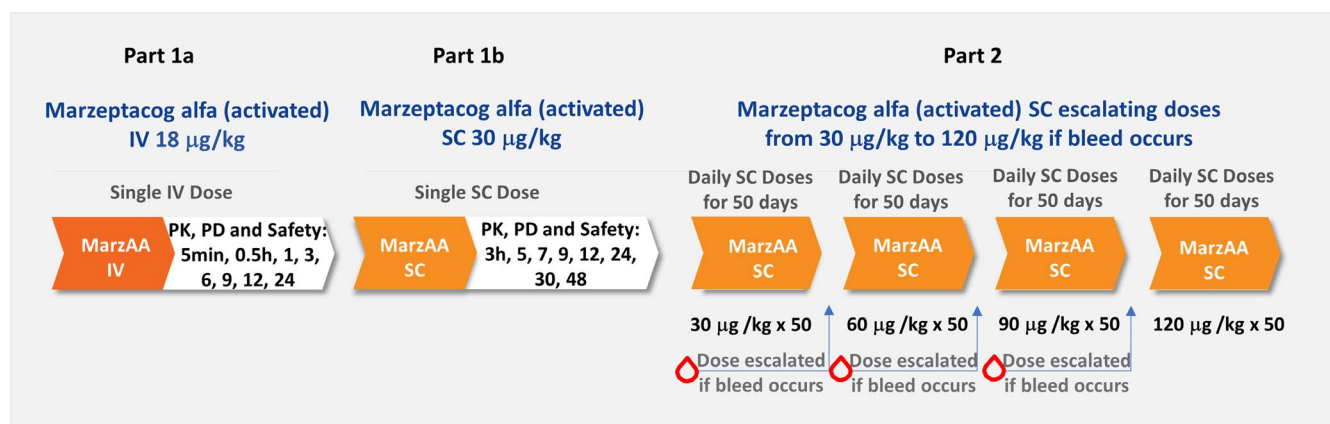 Part 1a
Marzeptacog alfa (activated)
IV 18 μg/kg
Single IV Dose
MarzAA
IV
PK, PD and Safety:
5min, 0.5h, 1, 3,
6, 9, 12, 24
Part 1b
Marzeptacog alfa (activated)
SC 30 μg/kg
Single SC Dose
MarzAA
SC
PK, PD and Safety:
3h, 5, 7, 9, 12, 24,
30, 48
Part 2
Marzeptacog alfa (activated) SC escalating doses
from 30 μg/kg to 120 μg/kg if bleed occurs
Daily SC Doses
for 50 days
MarzAA
SC
30 μg /kg x 50
Dose escalated
if bleed occurs
Daily SC Doses
for 50 days
MarzAA
SC
60 μg /kg x 50
Dose escalated
if bleed occurs
Daily SC Doses
for 50 days
MarzAA
SC
90 μg /kg x 50
Dose escalated
if bleed occurs
Daily SC Doses
for 50 days
MarzAA
SC
120 μg /kg x 50